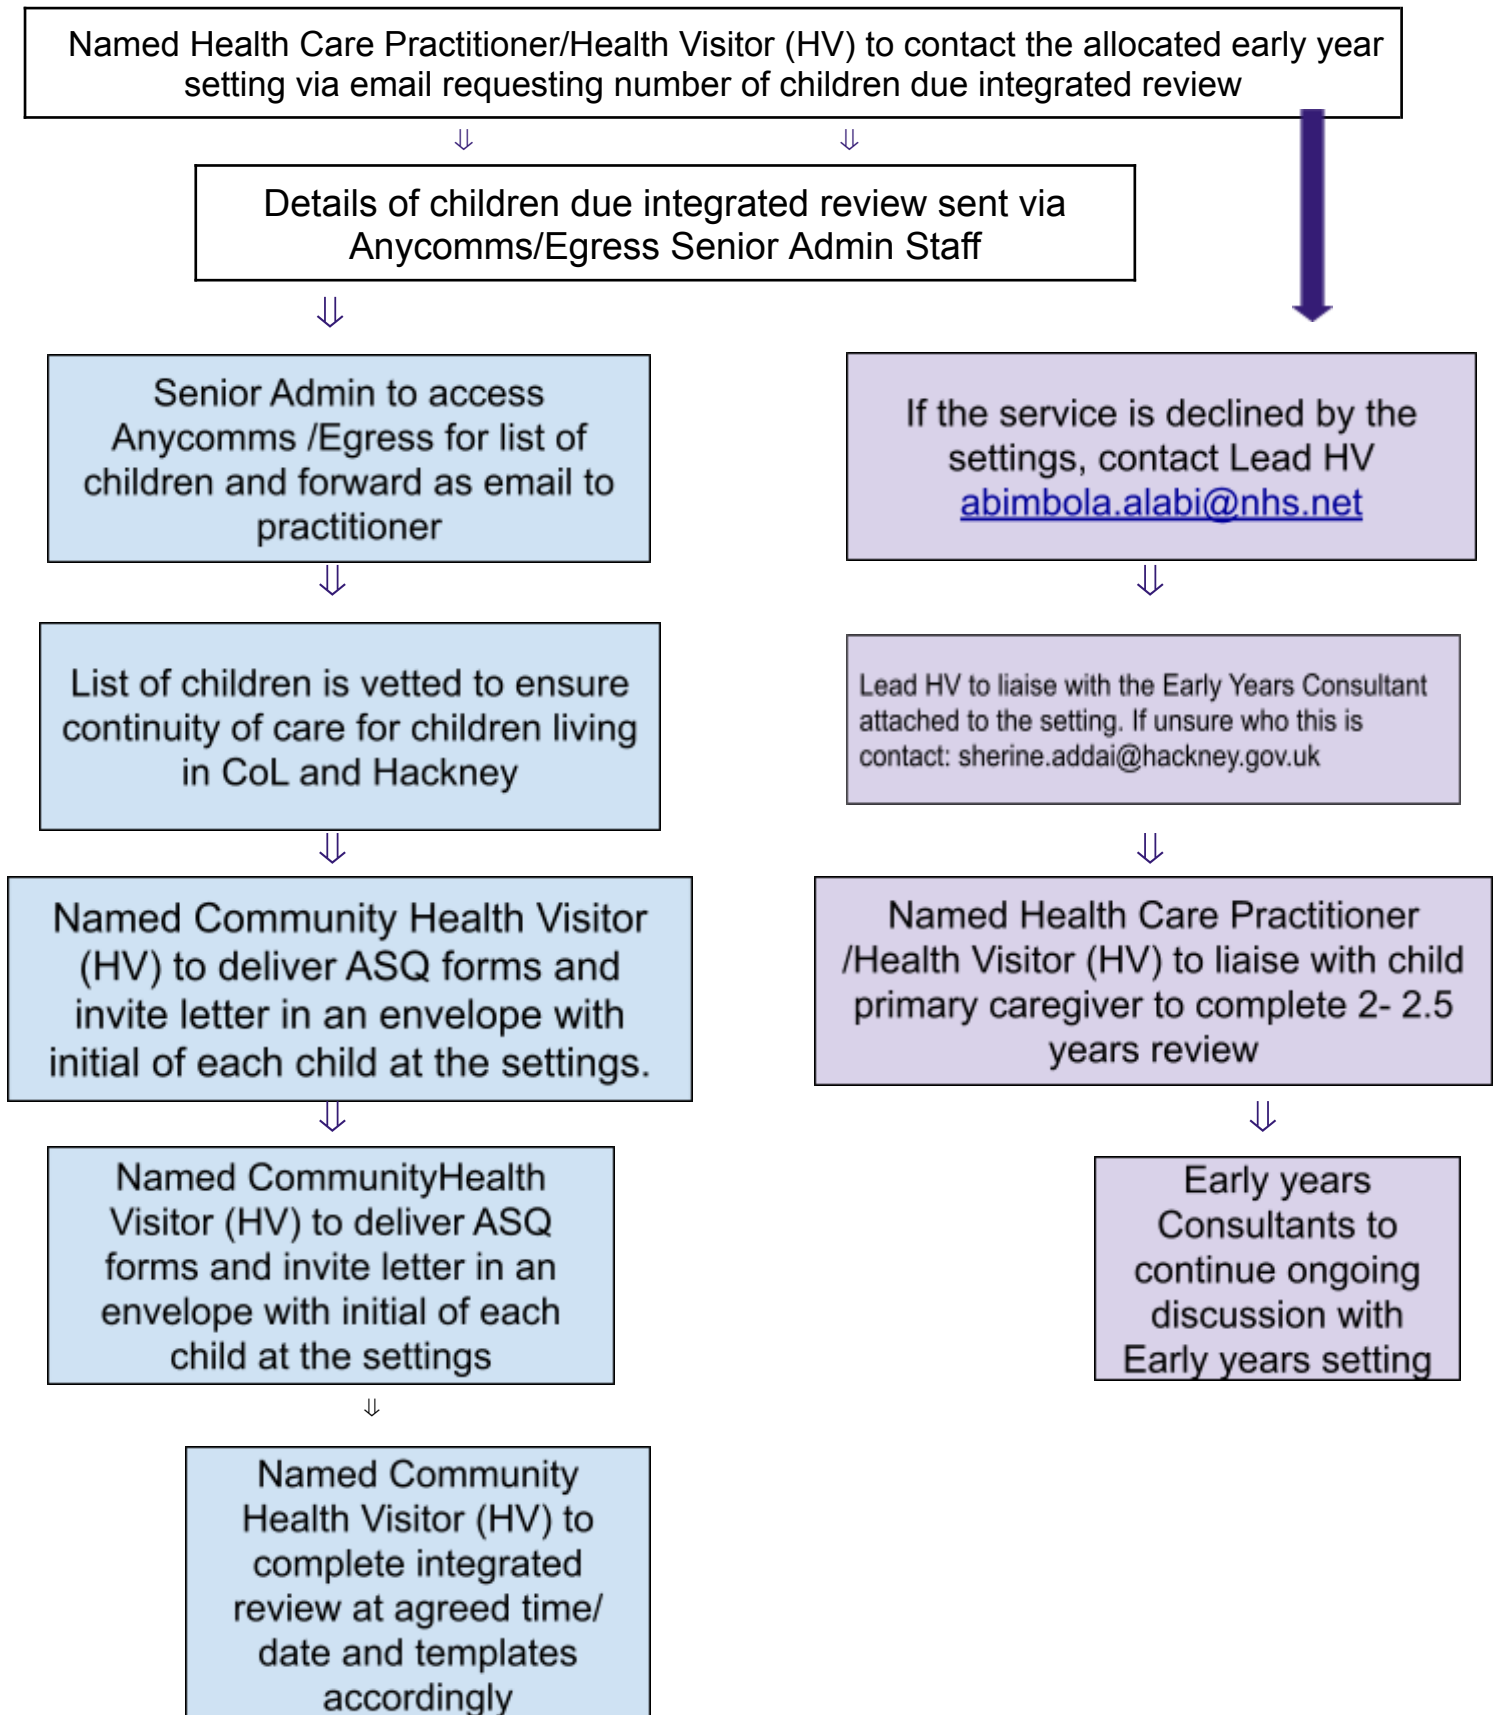 Named Health Care Practitioner/Health Visitor (HV) to contact the allocated early year
setting via email requesting number of children due integrated review
⇓ ⇓
Details of children due integrated review sent via
Anycomms/Egress Senior Admin Staff
⇓
Senior Admin to access
Anycomms /Egress for list of
children and forward as email to
practitioner
⇓
List of children is vetted to ensure
continuity of care for children living
in CoL and Hackney
⇓
Named Community Health Visitor
(HV) to deliver ASQ forms and
invite letter in an envelope with
initial of each child at the settings.
⇓
Named CommunityHealth
Visitor (HV) to deliver ASQ
forms and invite letter in an
envelope with initial of each
child at the settings
⇓
Named Community
Health Visitor (HV) to
complete integrated
review at agreed time/
date and templates
accordingly
If the service is declined by the
settings, contact Lead HV
abimbola.alabi@nhs.net
⇓
Lead HV to liaise with the Early Years Consultant
attached to the setting. If unsure who this is
contact: sherine.addai@hackney.gov.uk
⇓
Named Health Care Practitioner
/Health Visitor (HV) to liaise with child
primary caregiver to complete 2- 2.5
years review
⇓
Early years
Consultants to
continue ongoing
discussion with
Early years setting